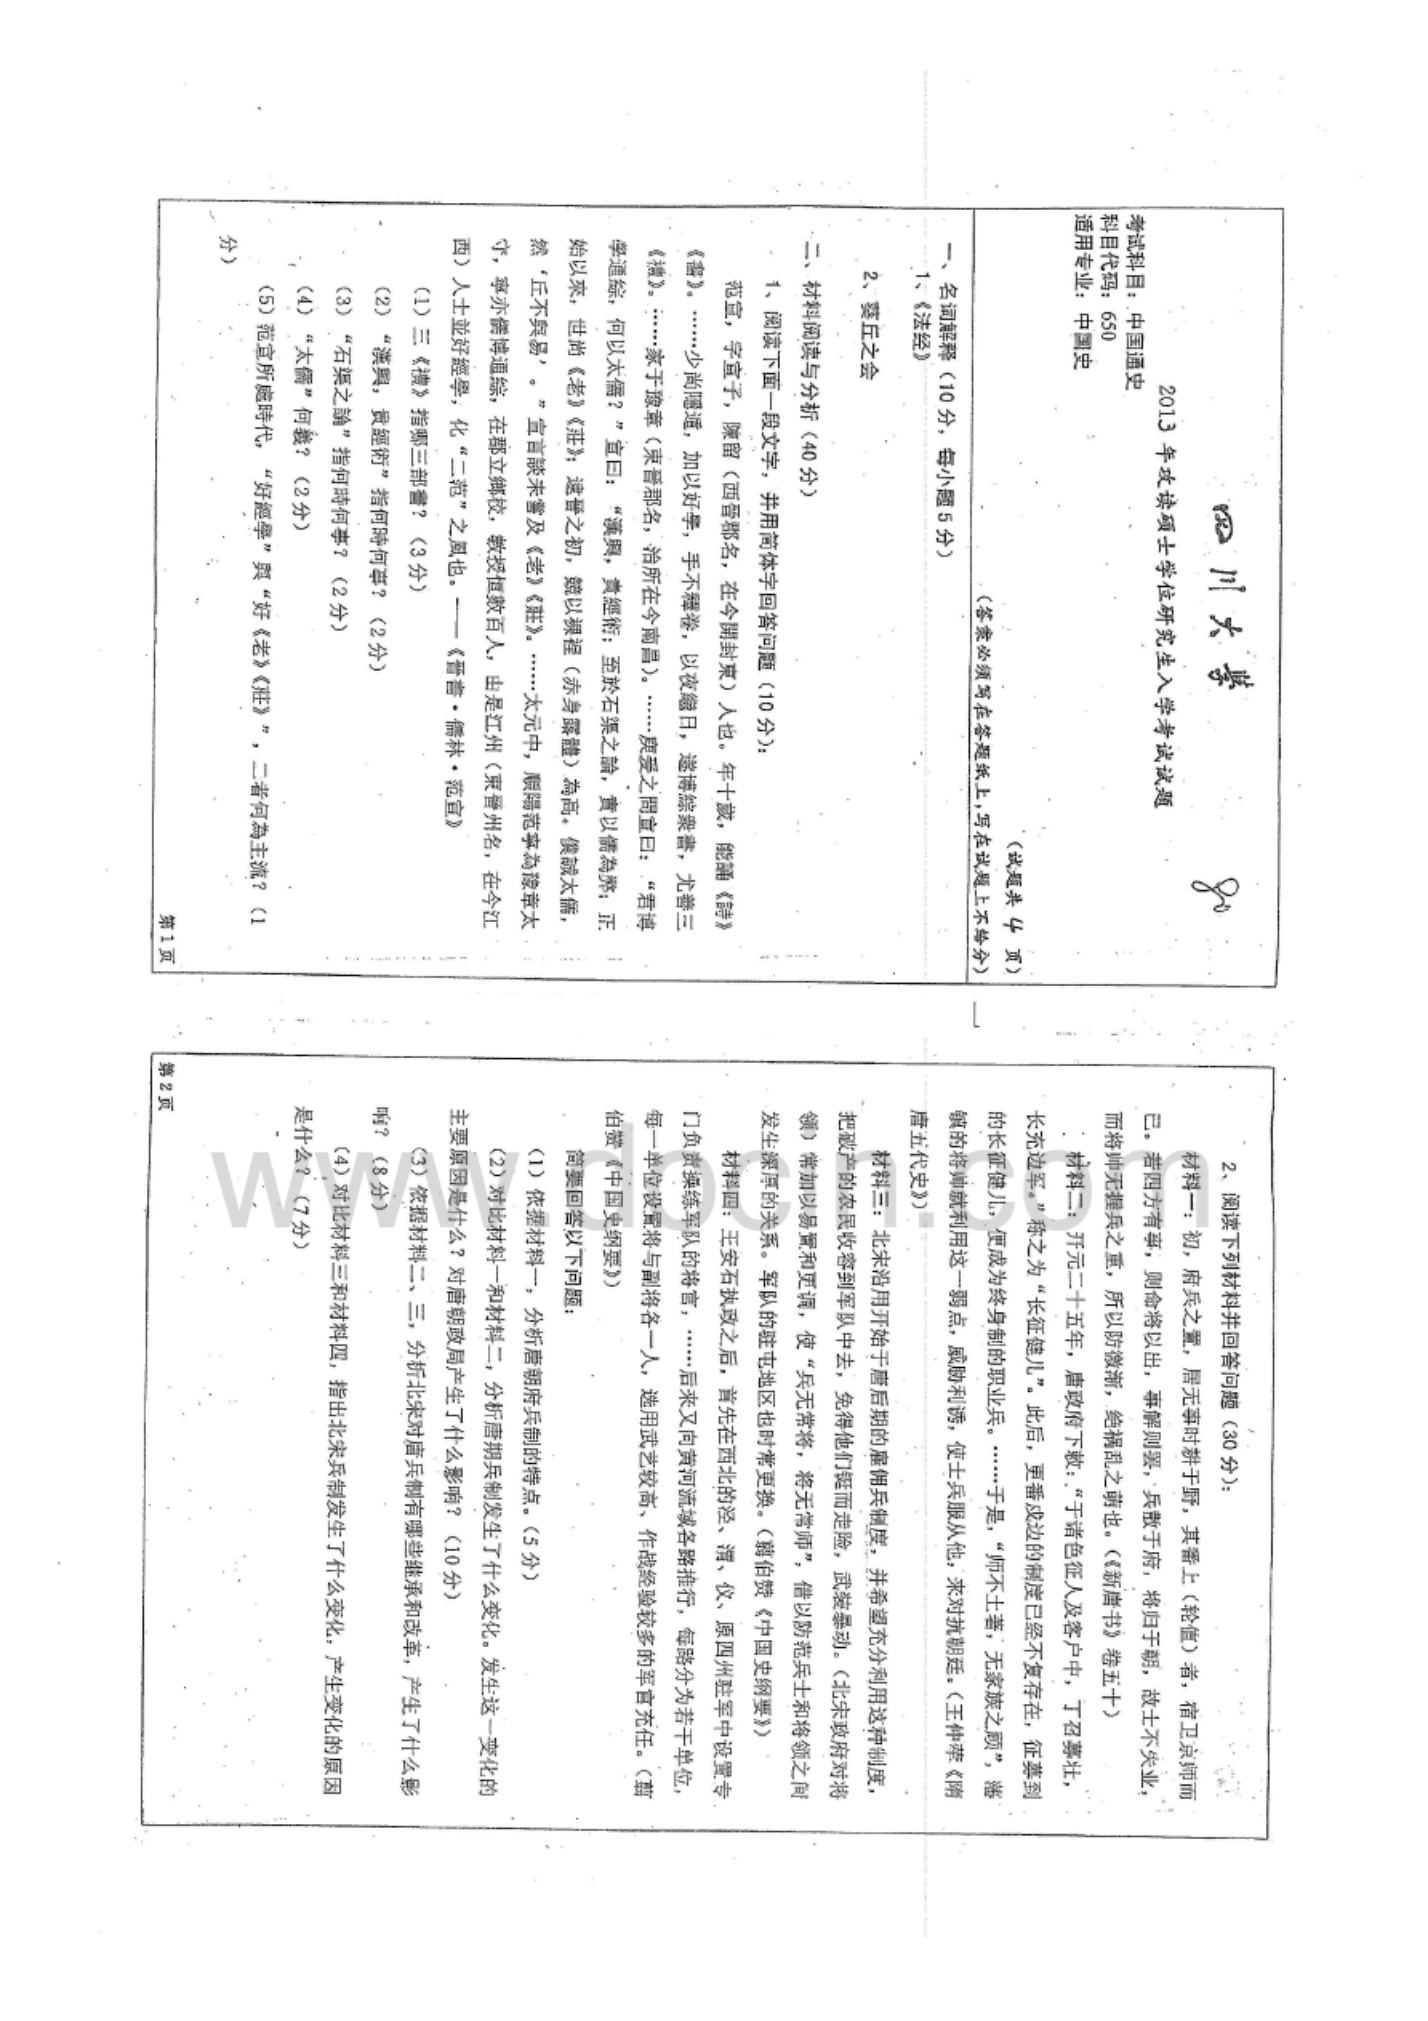 四川大学
2013 年攻读硕士学位研究生入学考试试题
考试科目：中国通史
科目代码：650
适用专业：中国史
（试题共 4 页）
（答案必须写在答题纸上，写在试题上不给分）
一、名词解释（10 分，每小题 5 分）
1、《法经》
2、葵丘之会
二、材料阅读与分析（40 分）
1、阅读下面一段文字，并用简体字回答问题（10 分）：
范宣，字宣子，陳留（西晉郡名，在今開封東）人也。年十歲，能誦《詩》
《書》。……少尚隱遁，加以好學，手不釋卷，以夜繼日，遂博綜衆書，尤善三
《禮》。……家于豫章（東晉郡名，治所在今南昌）。……庾爰之問宣曰：“君博
學通綜，何以太儒？”宣曰：“漢興，貴經術；至於石渠之論，實以儒為弊；正
始以來，世尚《老》《莊》；逮晉之初，競以裸裎（赤身露體）為高。僕誠太儒，
然‘丘不與易’。”宣言談未嘗及《老》《莊》。……太元中，順陽范寧為豫章太
守，寧亦儒博通綜，在郡立鄉校，教授恒數百人，由是江州（東晉州名，在今江
西）人士並好經學，化“二范”之風也。——《晉書·儒林·范宣》
（1）三《禮》指哪三部書？（3 分）
（2）“漢興，貴經術”指何時何事？（2 分）
（3）“石渠之論”指何時何事？（2 分）
（4）“太儒”何義？（2 分）
（5）范宣所處時代，“好經學”與“好《老》《莊》”，二者何為主流？（1
分）
第 1 页
2、阅读下列材料并回答问题（30 分）：
材料一：初，府兵之置，居无事时耕于野，其番上（轮值）者，宿卫京师而
已。若四方有事，则命将以出，事解则罢，兵散于府，将归于朝，故士不失业，
而将帅无握兵之重，所以防微渐，绝祸乱之萌也。（《新唐书》卷五十）
材料二：开元二十五年，唐政府下敕：“于诸色征人及客户中，丁召募壮，
长充边军。”称之为“长征健儿”。此后，更番戍边的制度已经不复存在，征募到
的长征健儿，便成为终身制的职业兵。……于是，“师不土著，无家族之顾”，藩
镇的将帅就利用这一弱点，威胁利诱，使士兵服从他，来对抗朝廷。（王仲荦《隋
唐五代史》）
材料三：北宋沿用开始于唐后期的雇佣兵制度，并希望充分利用这种制度，
把破产的农民收容到军队中去，免得他们铤而走险，武装暴动。（北宋政府对将
领）常加以易置和更调，使“兵无常将，将无常师”，借以防范兵士和将领之间
发生深厚的关系。军队的驻屯地区也时常更换。（翦伯赞《中国史纲要》）
材料四：王安石执政之后，首先在西北的泾、渭、仪、原四州驻军中设置专
门负责操练军队的将官，……后来又向黄河流域各路推行，每路分为若干单位，
每一单位设置将与副将各一人，选用武艺较高、作战经验较多的军官充任。（翦
伯赞《中国史纲要》）
简要回答以下问题：
（1）依据材料一，分析唐朝府兵制的特点。（5 分）
（2）对比材料一和材料二，分析唐期兵制发生了什么变化。发生这一变化的
主要原因是什么？对唐朝政局产生了什么影响？（10 分）
（3）依据材料二、三，分析北宋对唐兵制有哪些继承和改革，产生了什么影
响？（8 分）
（4）对比材料三和材料四，指出北宋兵制发生了什么变化，产生变化的原因
是什么？（7 分）
第 2 页
www.docin.com